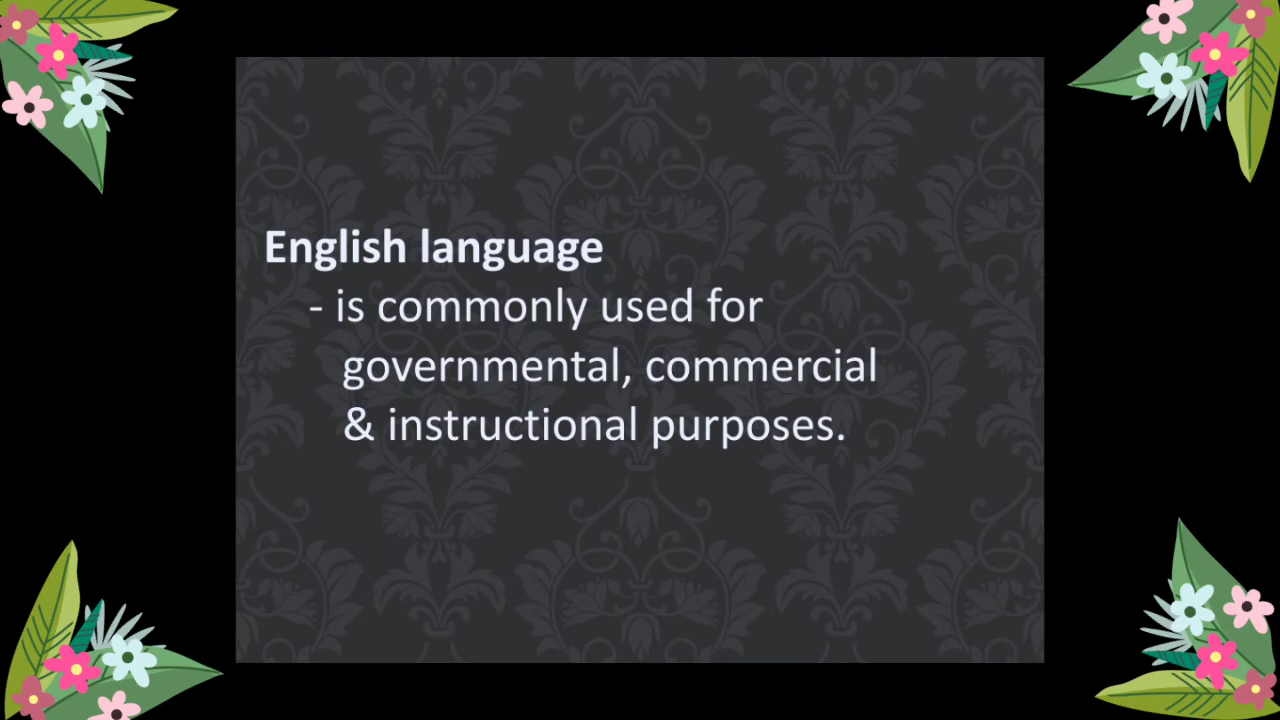 English language
- is commonly used for
governmental, commercial
& instructional purposes.